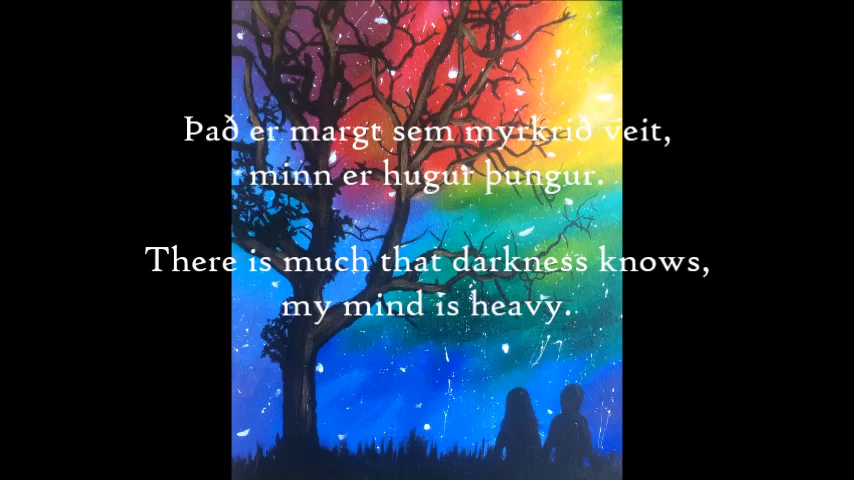 Það er margt sem myrkrið veit,
minn er hugur þungur.
There is much that darkness knows,
my mind is heavy.